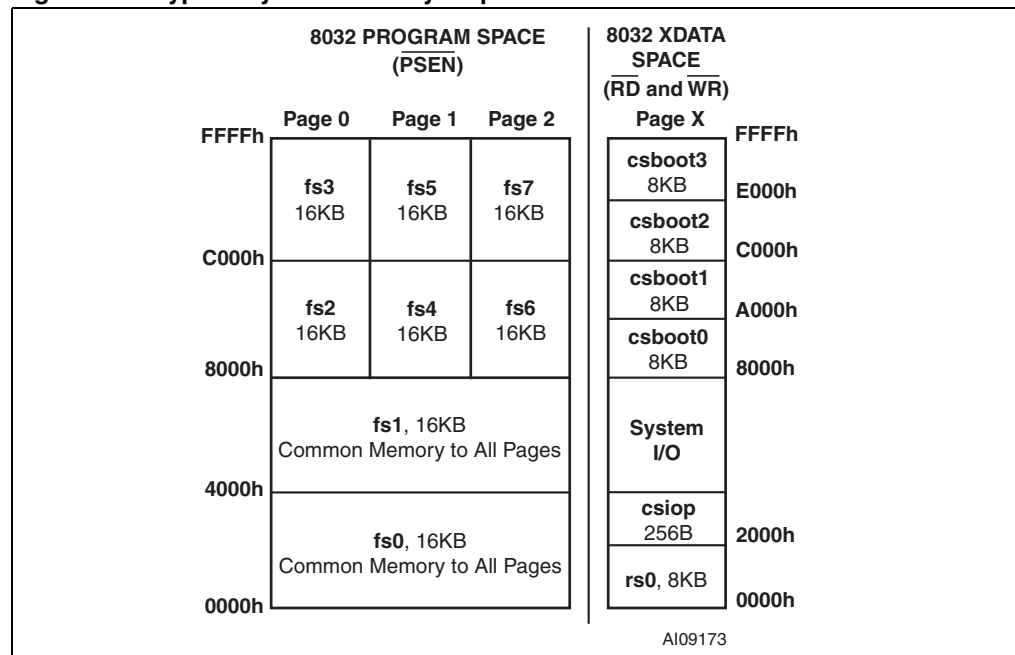 8032 PROGRAM SPACE
(PSEN)
8032 XDATA
SPACE
(RD and WR)
Page 0
Page 1
Page 2
Page X
FFFFh
FFFFh
fs3
16KB
fs5
16KB
fs7
16KB
csboot3
8KB
E000h
csboot2
8KB
C000h
C000h
fs2
16KB
fs4
16KB
fs6
16KB
csboot1
8KB
A000h
csboot0
8KB
8000h
8000h
fs1, 16KB
Common Memory to All Pages
System
I/O
4000h
csiop
256B
2000h
fs0, 16KB
Common Memory to All Pages
rs0, 8KB
0000h
0000h
AI09173